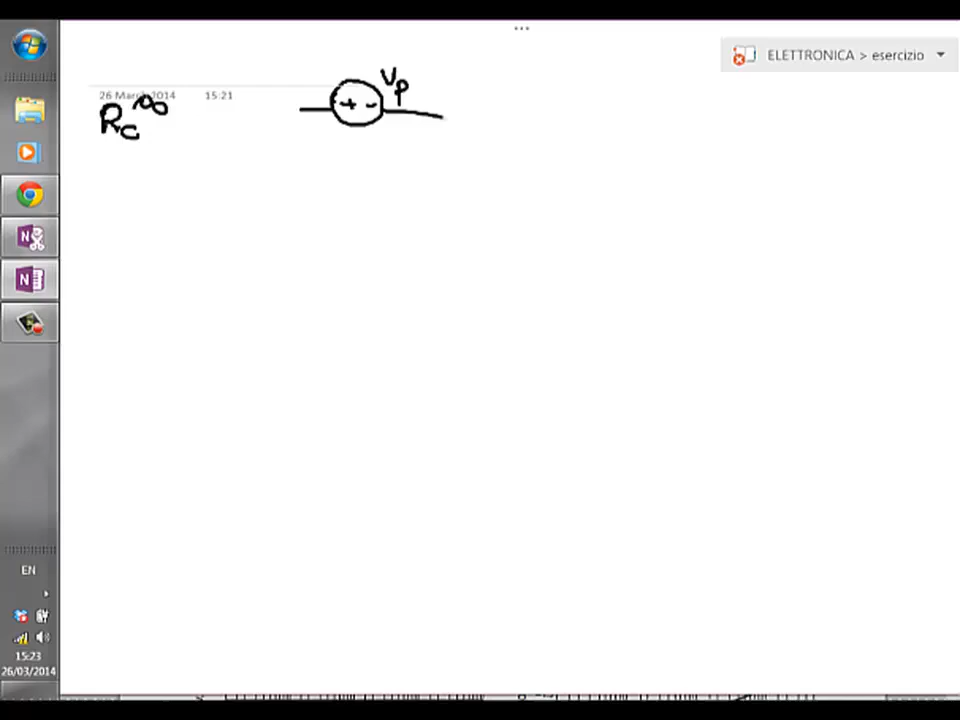 ELETTRONICA > esercizio
Vp
26 March 2014 15:21
Rc∞
+ -
EN
15:23
26/03/2014